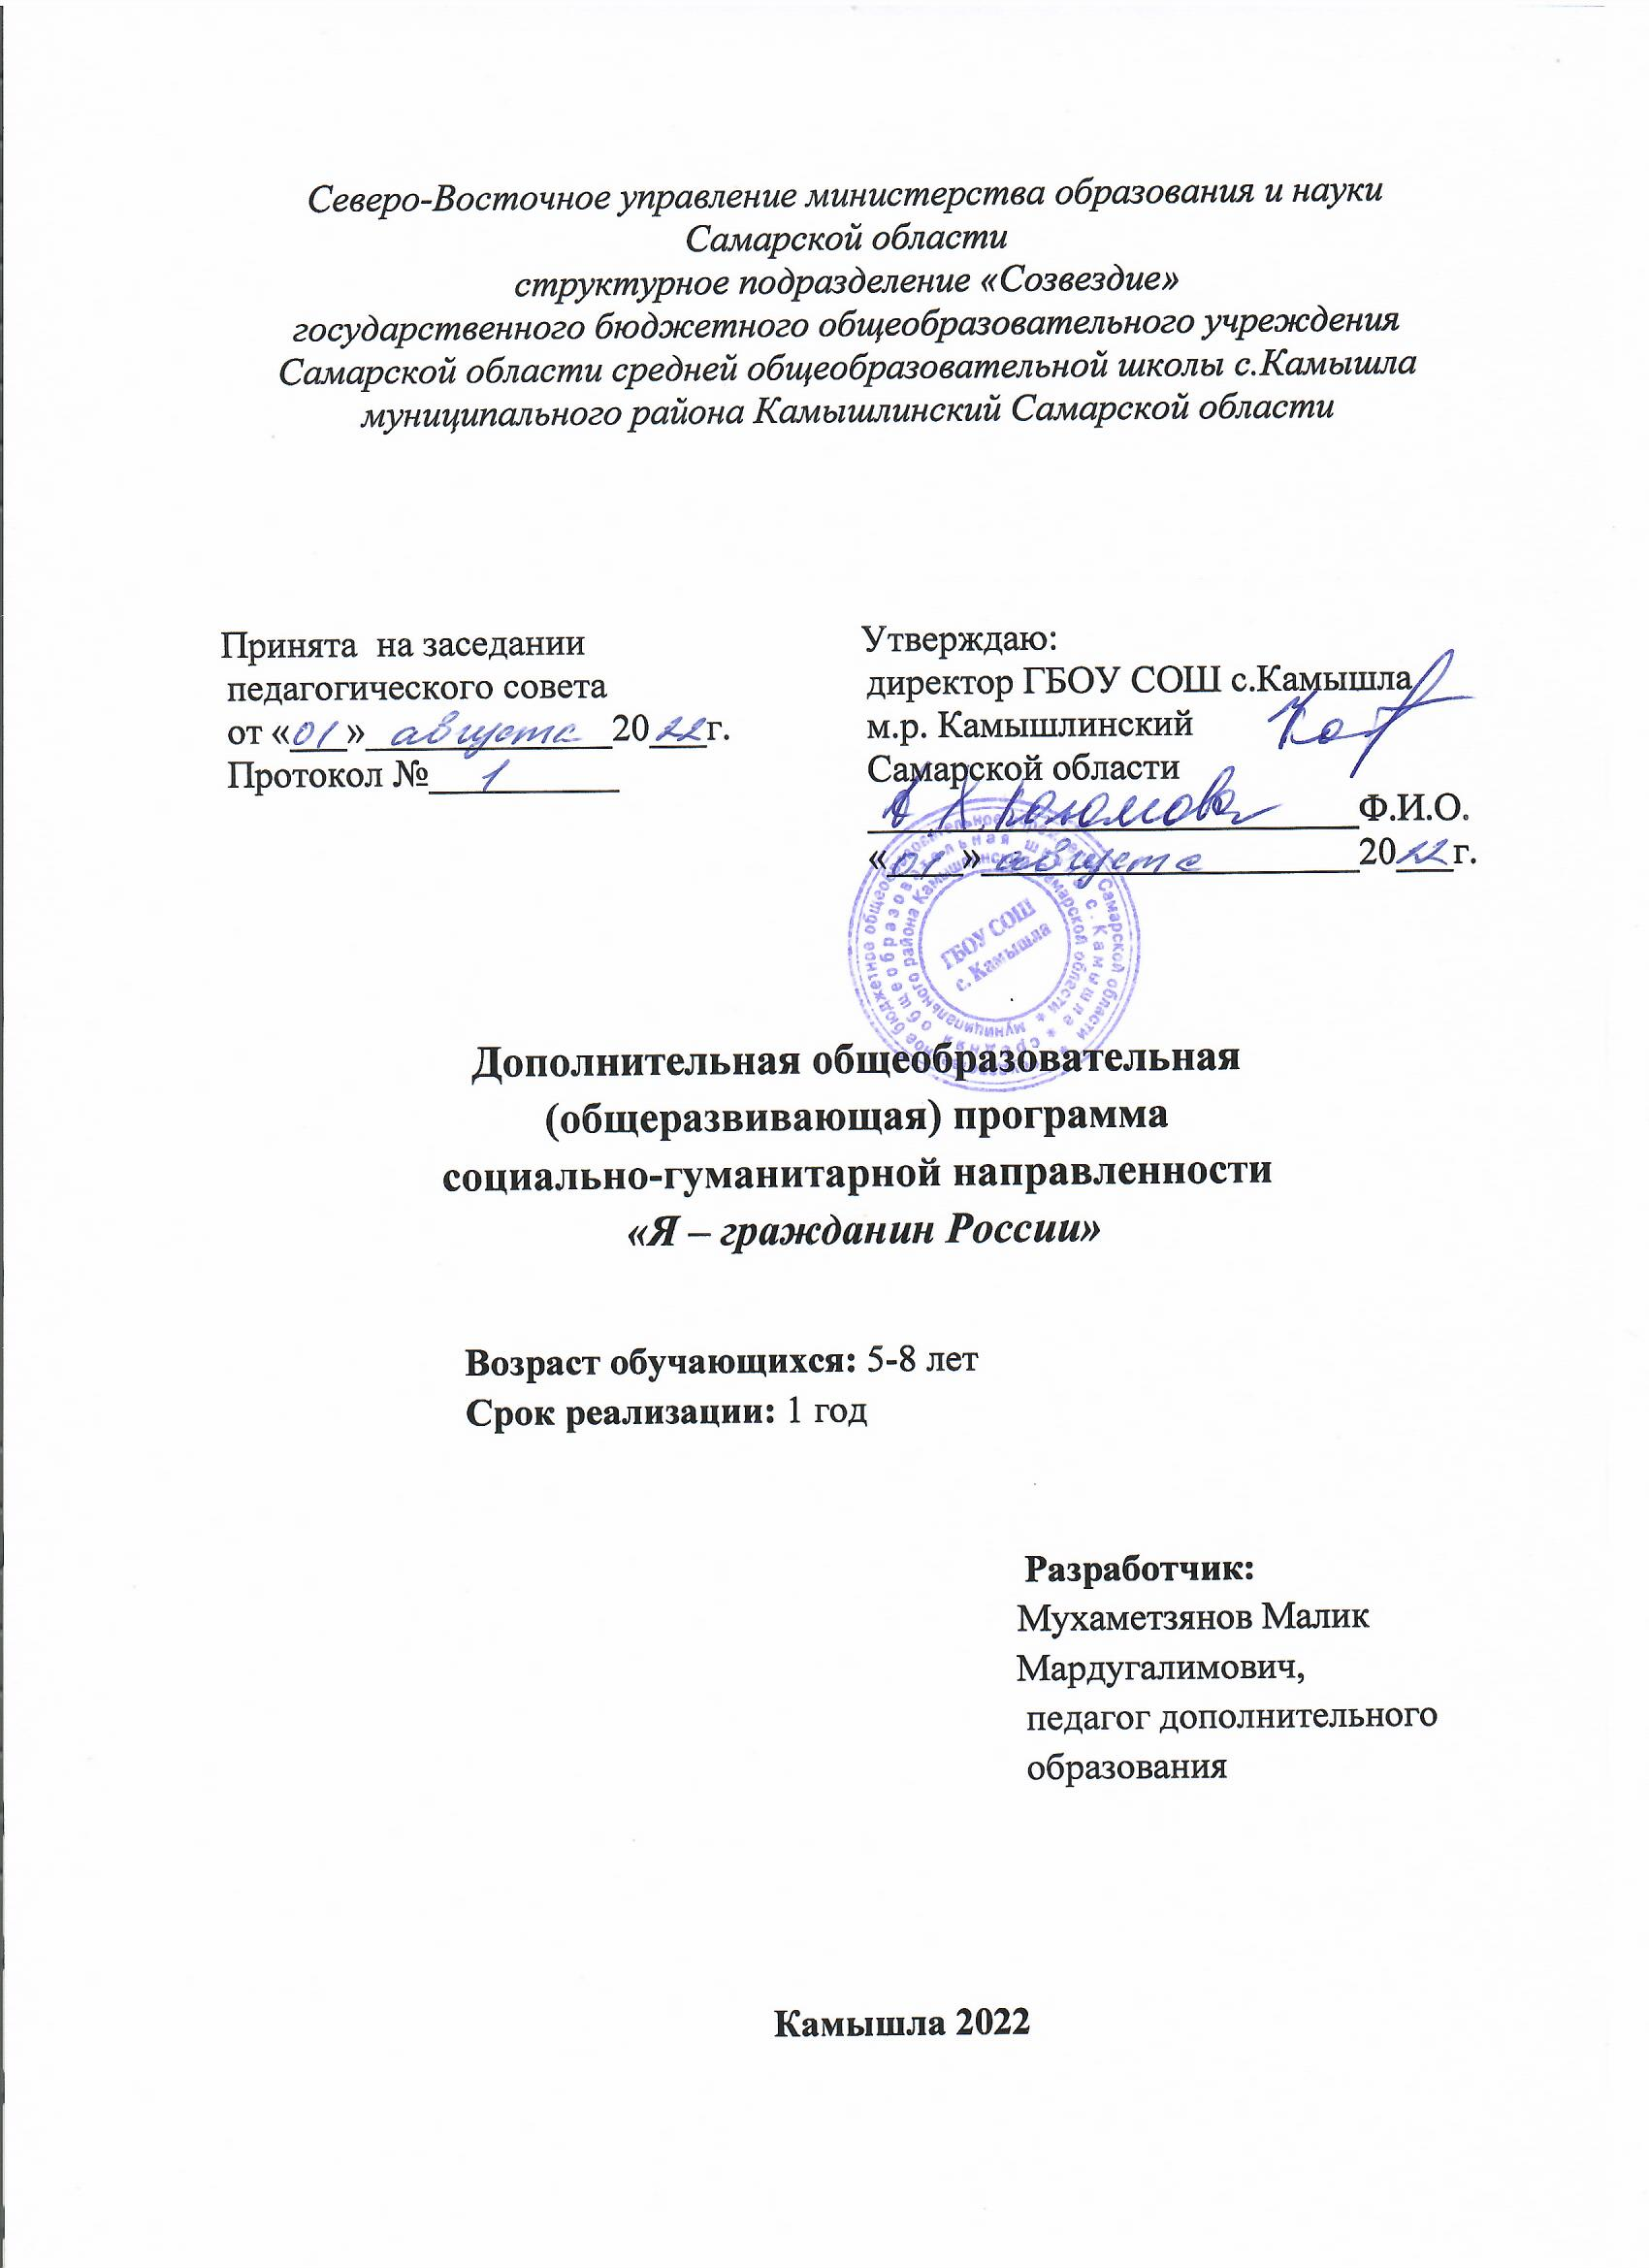 Северо-Восточное управление министерства образования и науки
Самарской области
структурное подразделение «Созвездие»
государственного бюджетного общеобразовательного учреждения
Самарской области средней общеобразовательной школы с.Камышла
муниципального района Камышлинский Самарской области
Принята на заседании
педагогического совета
от «01» августа 2022г.
Протокол № 1
Утверждаю:
директор ГБОУ СОШ с.Камышла
м.р. Камышлинский
Самарской области
Ф.И.О.
«01» августа 2022г.
ГБОУ СОШ
с. Камышла
Дополнительная общеобразовательная
(общеразвивающая) программа
социально-гуманитарной направленности
«Я – гражданин России»
Возраст обучающихся: 5-8 лет
Срок реализации: 1 год
Разработчик:
Мухаметзянов Малик
Мардугалимович,
педагог дополнительного
образования
Камышла 2022